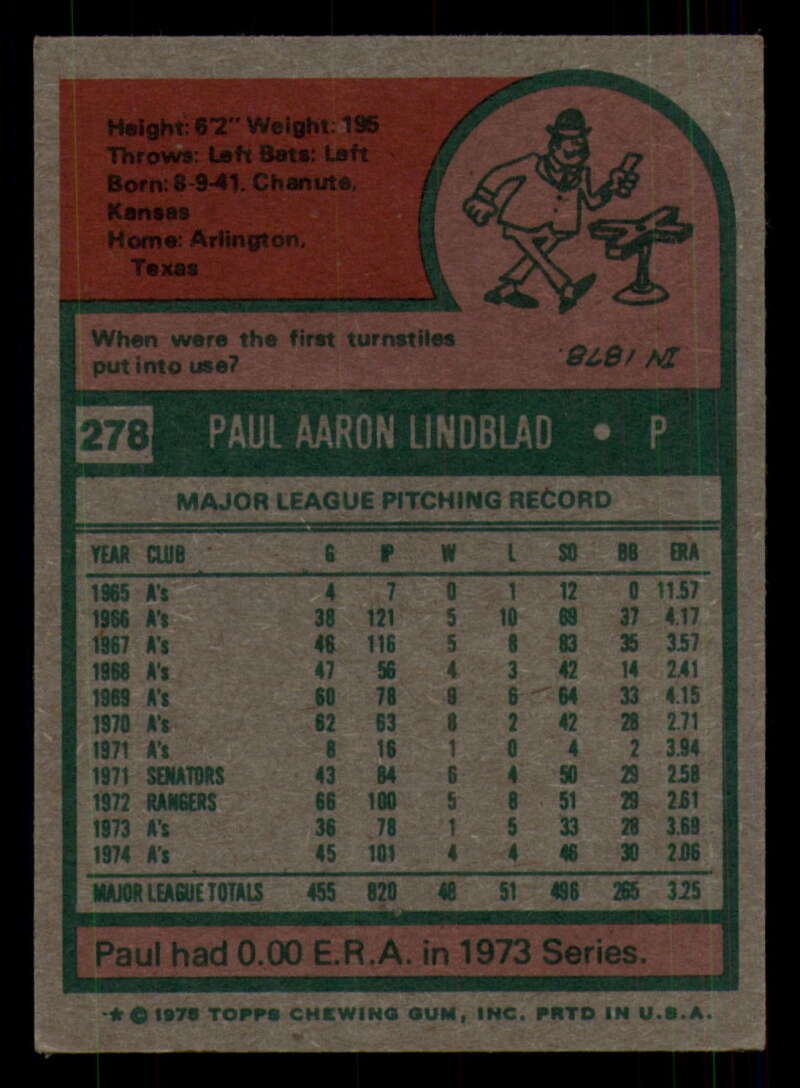 Height: 6'2" Weight: 195
Throws: Left Bats: Left
Born: 8-9-41, Chanute,
Kansas
Home: Arlington,
Texas
When were the first turnstiles
put into use?
IN 1878.
278 PAUL AARON LINDBLAD • P
MAJOR LEAGUE PITCHING RECORD
YEAR CLUB G IP W L SO BB ERA
1965 A's 4 7 0 1 12 0 11.57
1966 A's 38 121 5 10 69 37 4.17
1967 A's 46 116 5 8 83 35 3.57
1968 A's 47 56 4 3 42 14 2.41
1969 A's 60 78 9 6 64 33 4.15
1970 A's 62 63 8 2 42 28 2.71
1971 A's 8 16 1 0 4 2 3.94
1971 SENATORS 43 84 6 4 50 29 2.58
1972 RANGERS 66 100 5 8 51 29 2.61
1973 A's 36 78 1 5 33 28 3.69
1974 A's 45 101 4 4 46 30 2.06
MAJOR LEAGUE TOTALS 455 820 48 51 496 265 3.25
Paul had 0.00 E.R.A. in 1973 Series.
* © 1975 TOPPS CHEWING GUM, INC. PRTD IN U.S.A.